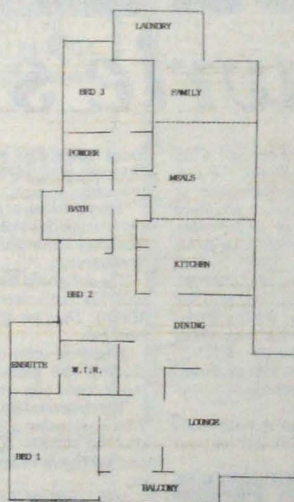 LAUNDRY
BED 3
FAMILY
POWDER
MEALS
BATH
KITCHEN
BED 2
DINING
ENSUITE
W.I.R.
LOUNGE
BED 1
BALCONY